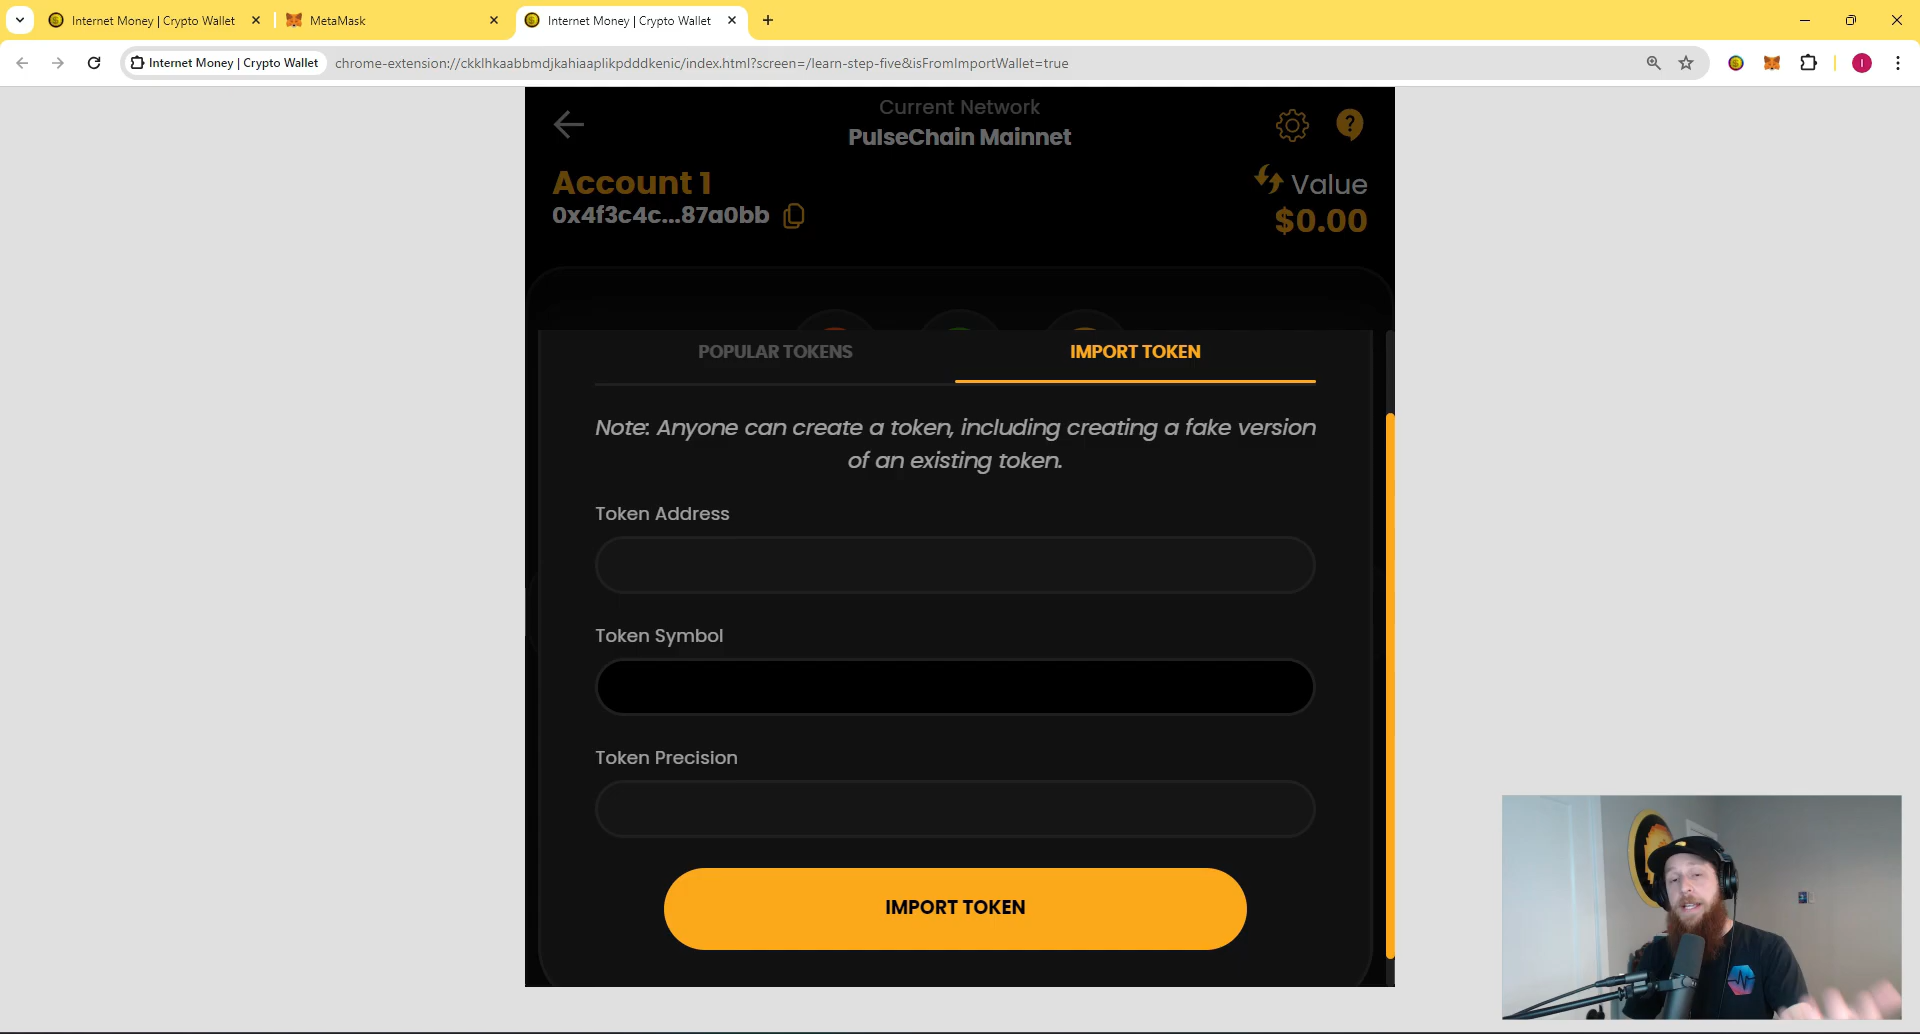 Internet Money | Crypto Wallet
MetaMask
Internet Money | Crypto Wallet
Internet Money | Crypto Wallet
chrome-extension://ckklhkaabbmdjkahiaaplikpdddkenic/index.html?screen=/learn-step-five&isFromImportWallet=true
I
Current Network
PulseChain Mainnet
Account 1
0x4f3c4c...87a0bb
Value
$0.00
POPULAR TOKENS
IMPORT TOKEN
Note: Anyone can create a token, including creating a fake version
of an existing token.
Token Address
Token Symbol
Token Precision
IMPORT TOKEN